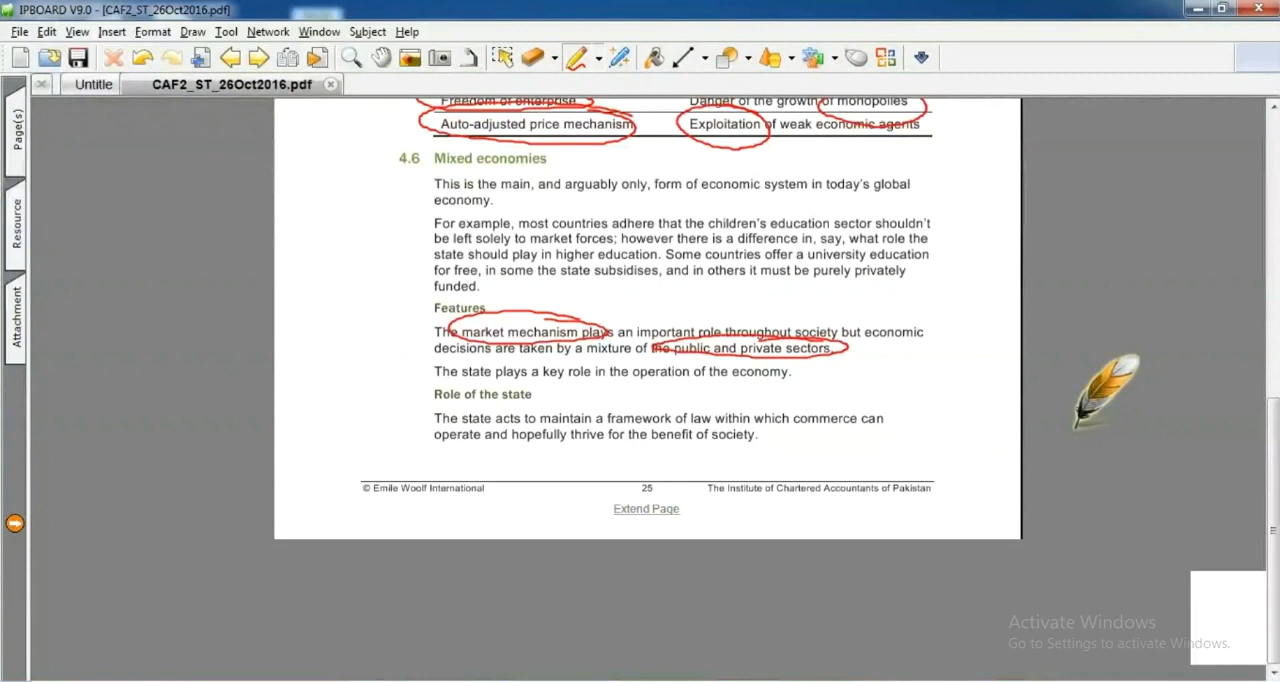 IPBOARD V9.0 - [CAF2_ST_26Oct2016.pdf]
File Edit View Insert Format Draw Tool Network Window Subject Help
Untitle CAF2_ST_26Oct2016.pdf
Page(s)
Resource
Attachment
Freedom of enterprise Danger of the growth of monopolies
Auto-adjusted price mechanism Exploitation of weak economic agents
4.6 Mixed economies
This is the main, and arguably only, form of economic system in today's global
economy.
For example, most countries adhere that the children's education sector shouldn't
be left solely to market forces; however there is a difference in, say, what role the
state should play in higher education. Some countries offer a university education
for free, in some the state subsidises, and in others it must be purely privately
funded.
Features
The market mechanism plays an important role throughout society but economic
decisions are taken by a mixture of the public and private sectors.
The state plays a key role in the operation of the economy.
Role of the state
The state acts to maintain a framework of law within which commerce can
operate and hopefully thrive for the benefit of society.
© Emile Woolf International 25 The Institute of Chartered Accountants of Pakistan
Extend Page
Activate Windows
Go to Settings to activate Windows.